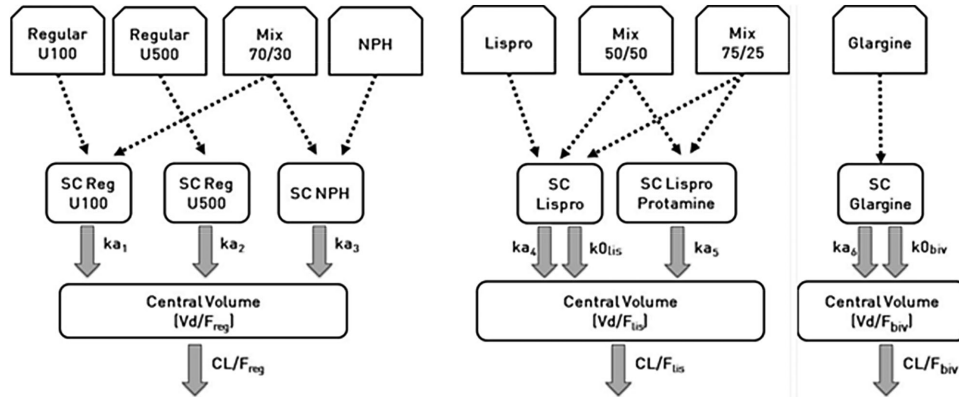 Regular
U100
Regular
U500
Mix
70/30
NPH
Lispro
Mix
50/50
Mix
75/25
Glargine
SC Reg
U100
SC Reg
U500
SC NPH
SC
Lispro
SC Lispro
Protamine
SC
Glargine
ka₁
ka₂
ka₃
ka₄
k0lis
ka₅
ka₆
k0biv
Central Volume
(Vd/Freg)
Central Volume
(Vd/Flis)
Central Volume
(Vd/Fbiv)
CL/Freg
CL/Flis
CL/Fbiv